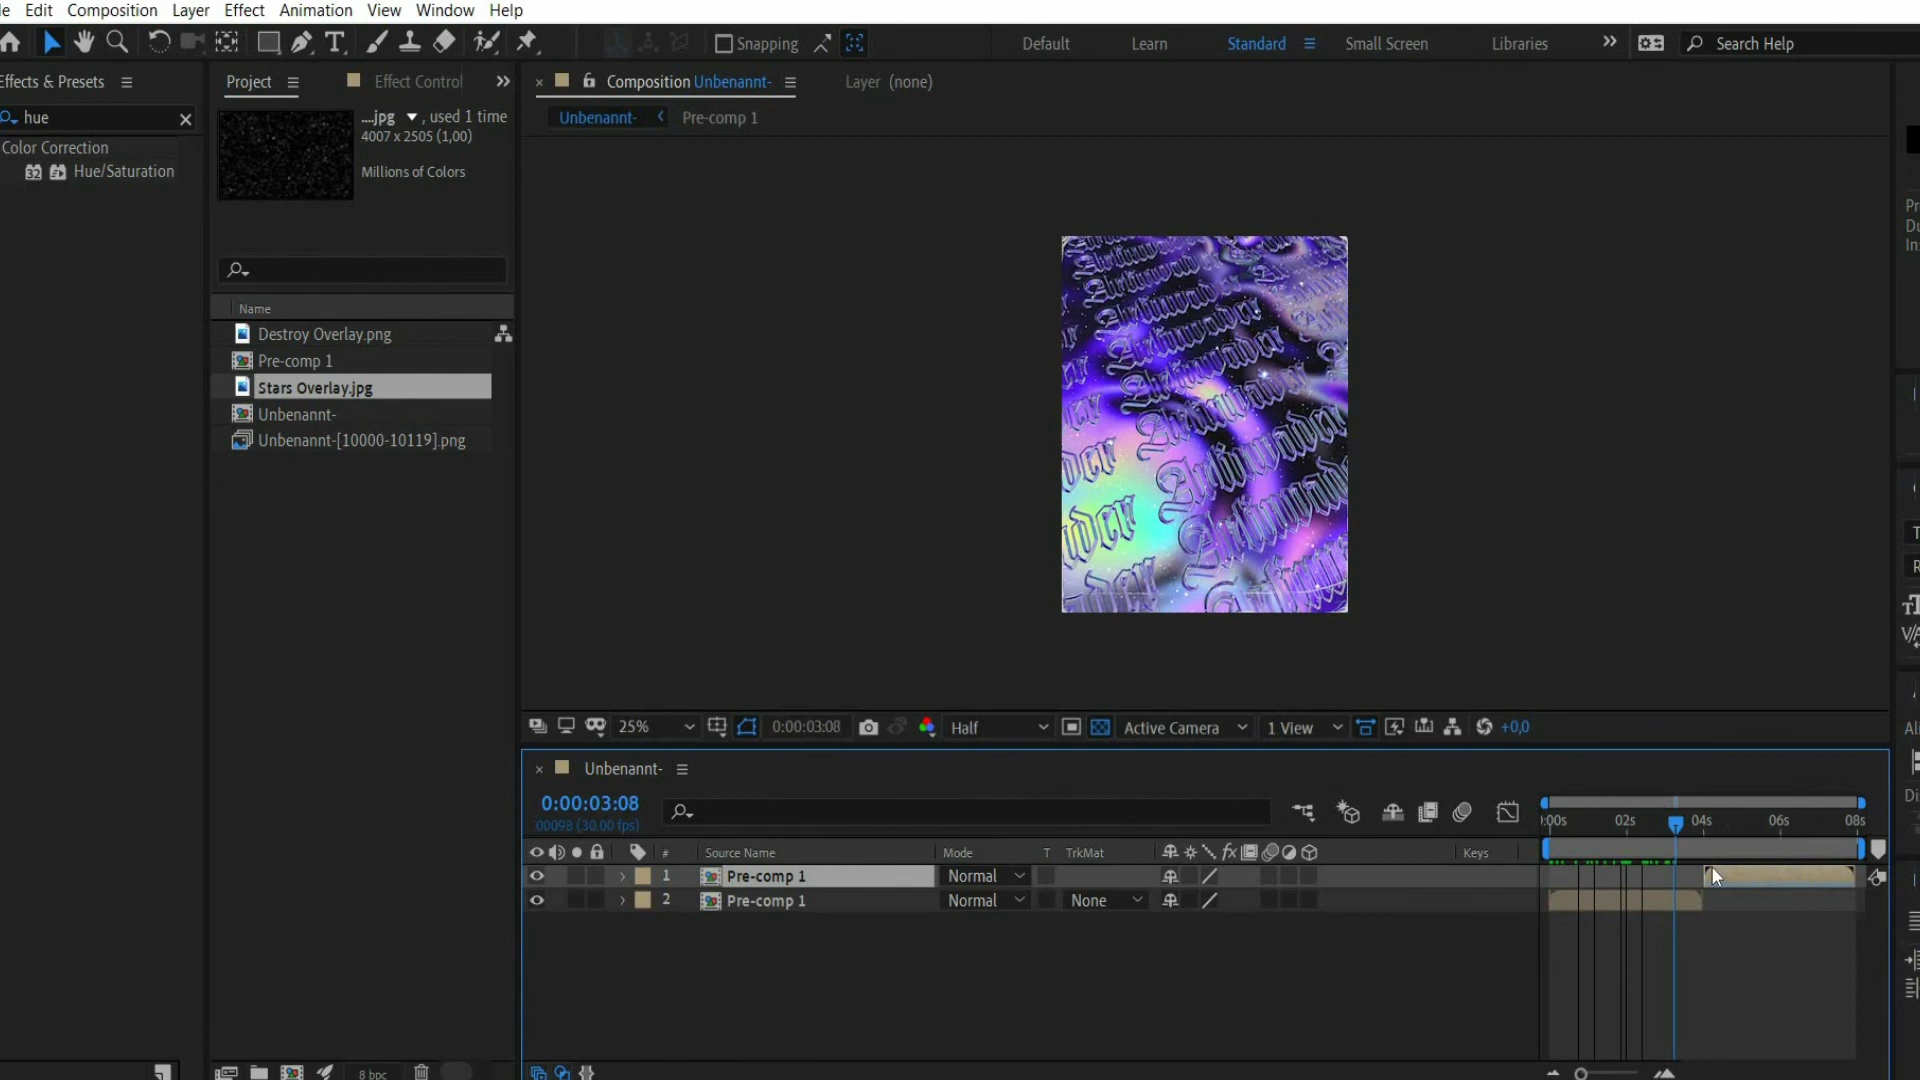 Edit Composition Layer Effect Animation View Window Help
Snapping Default Learn Standard Small Screen Libraries Search Help
Effects & Presets Project Effect Control Composition Unbenannt- Layer (none)
hue
....jpg , used 1 time
4007 x 2505 (1,00)
Millions of Colors
Unbenannt- Pre-comp 1
Color Correction
32 Hue/Saturation
Name
Destroy Overlay.png
Pre-comp 1
Stars Overlay.jpg
Unbenannt-
Unbenannt-[10000-10119].png
25% 0:00:03:08 Half Active Camera 1 View +0,0
Unbenannt-
0:00:03:08
00098 (30.00 fps)
:00s 02s 04s 06s 08s
# Source Name Mode T TrkMat fx Keys
1 Pre-comp 1 Normal
2 Pre-comp 1 Normal None
8 bpc